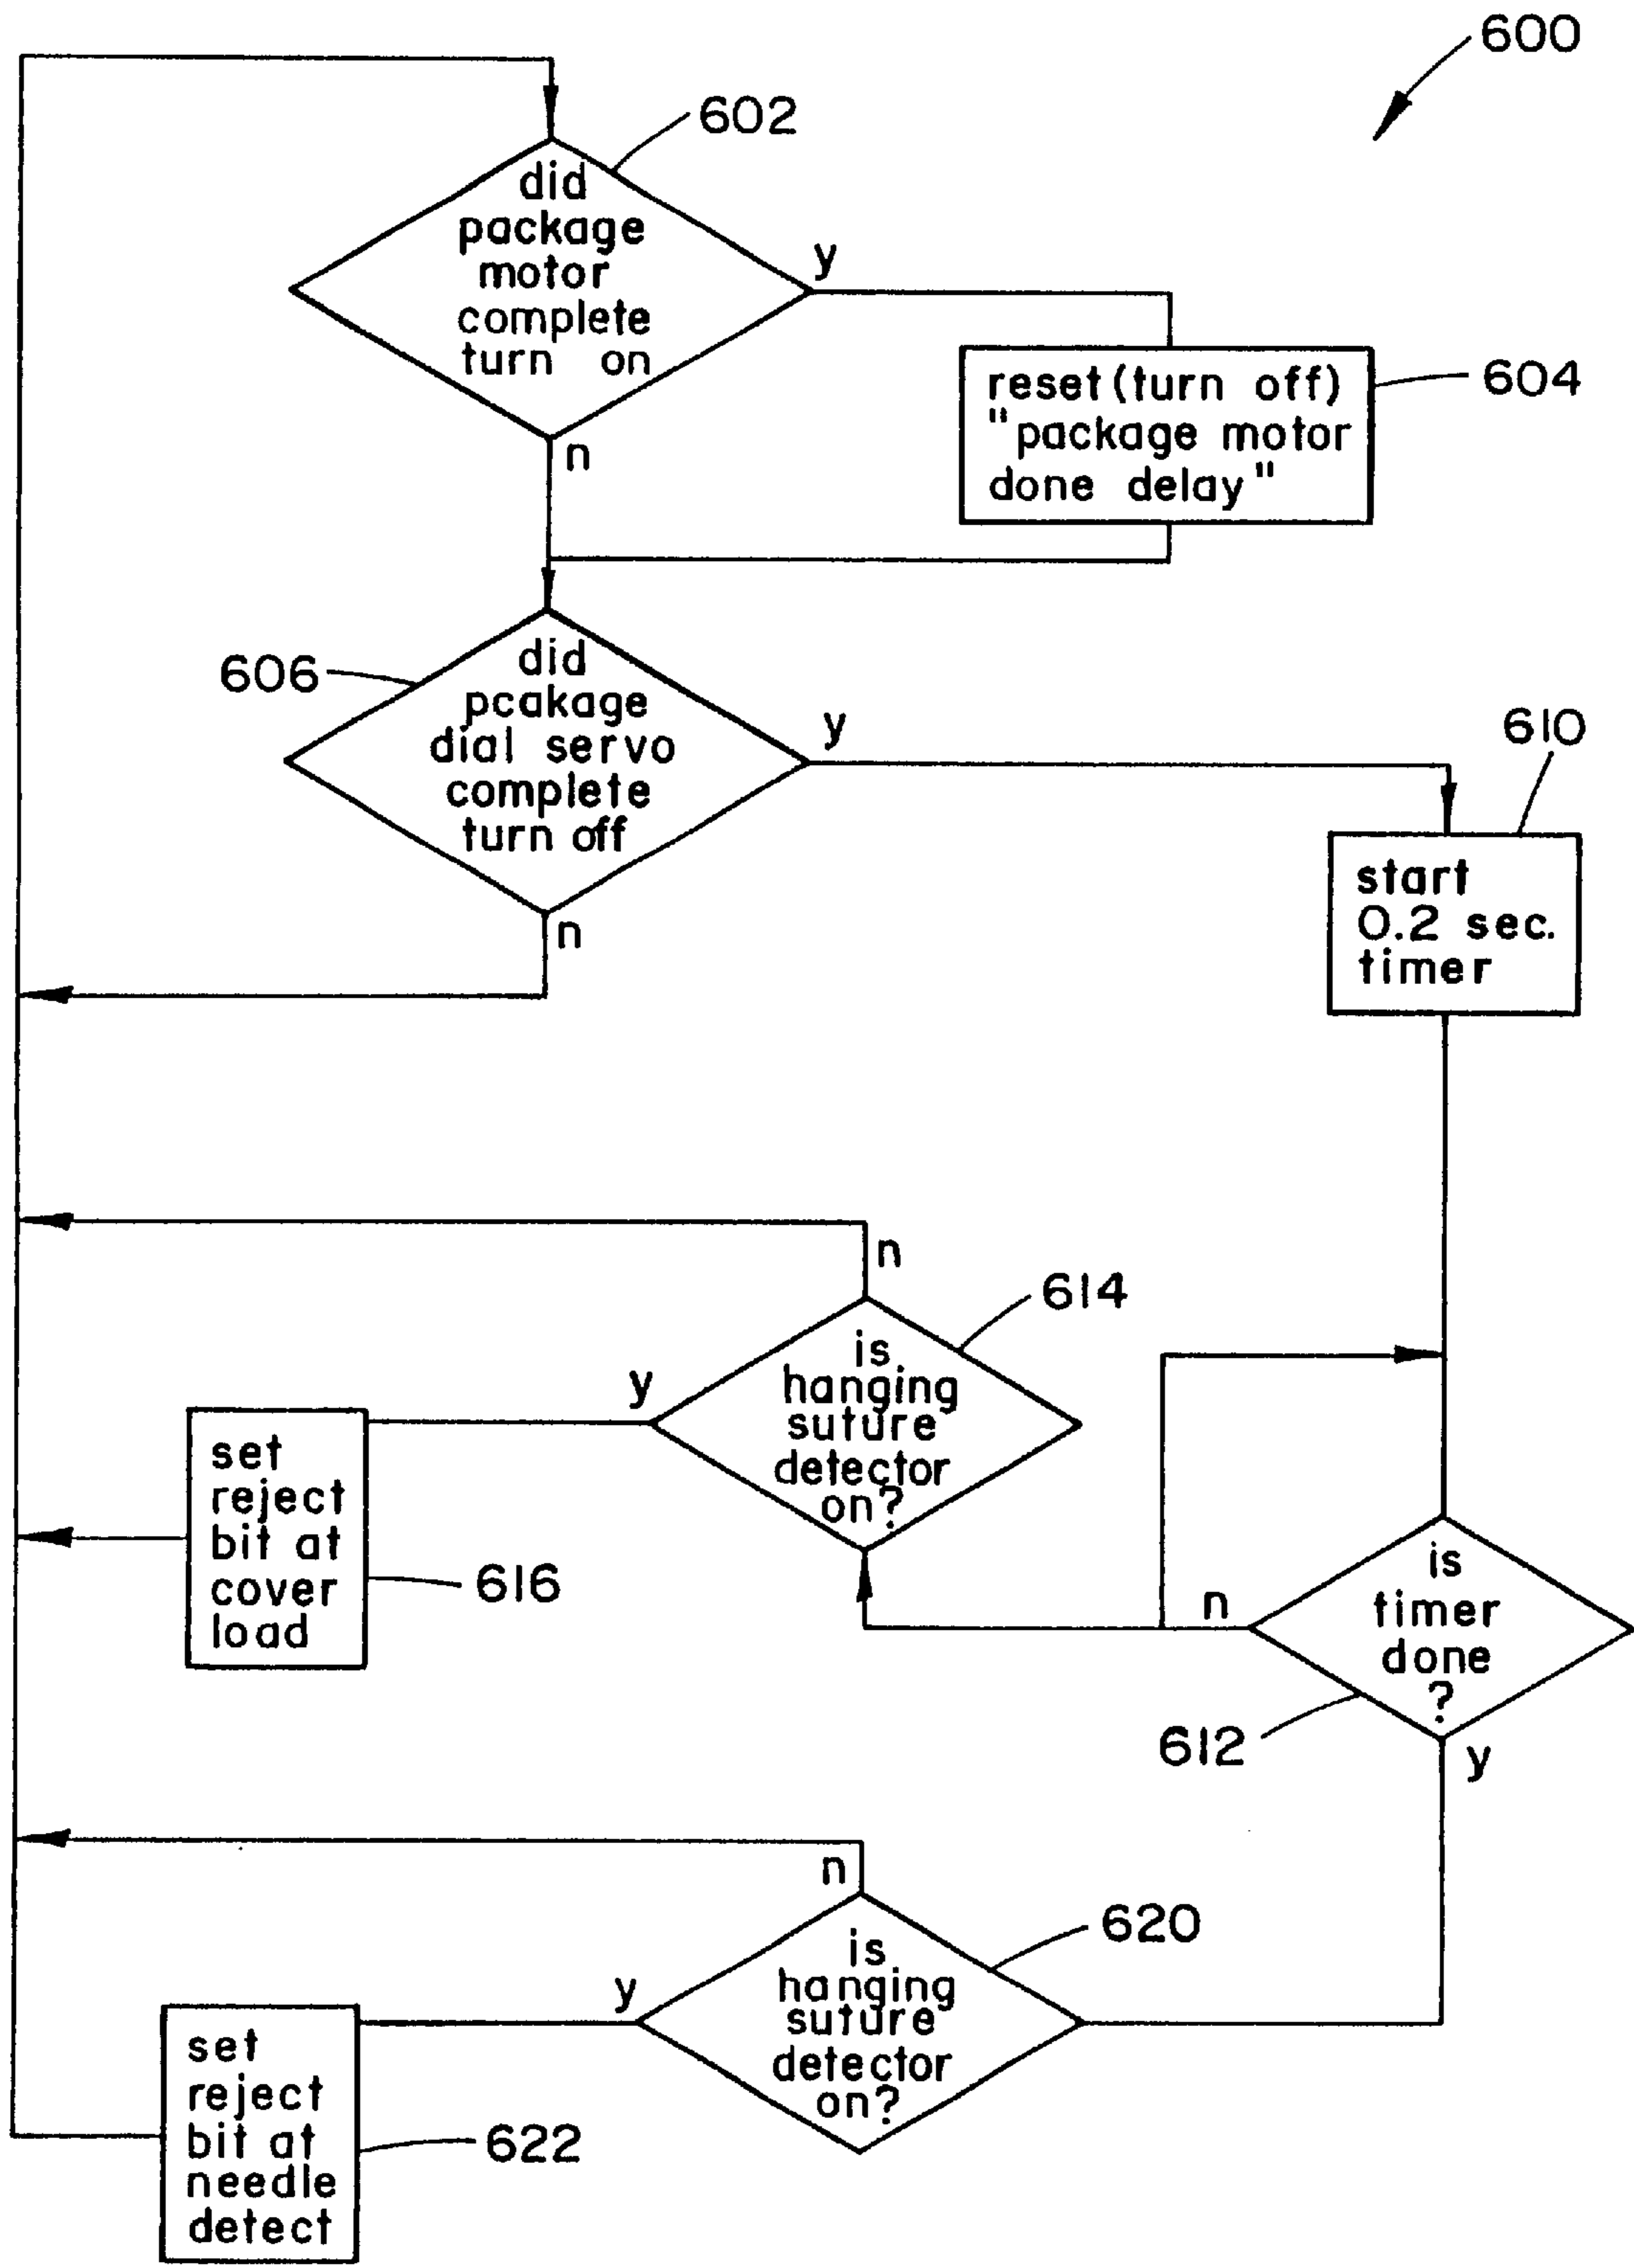 600
602
did
package
motor
complete
turn on
y
n
604
reset(turn off)
"package motor
done delay"
606
did
pcakage
dial servo
complete
turn off
y
n
610
start
0.2 sec.
timer
n
614
is
hanging
suture
detector
on?
y
set
reject
bit at
cover
load
616
n
is
timer
done
?
612
y
n
620
is
hanging
suture
detector
on?
y
set
reject
bit at
needle
detect
622